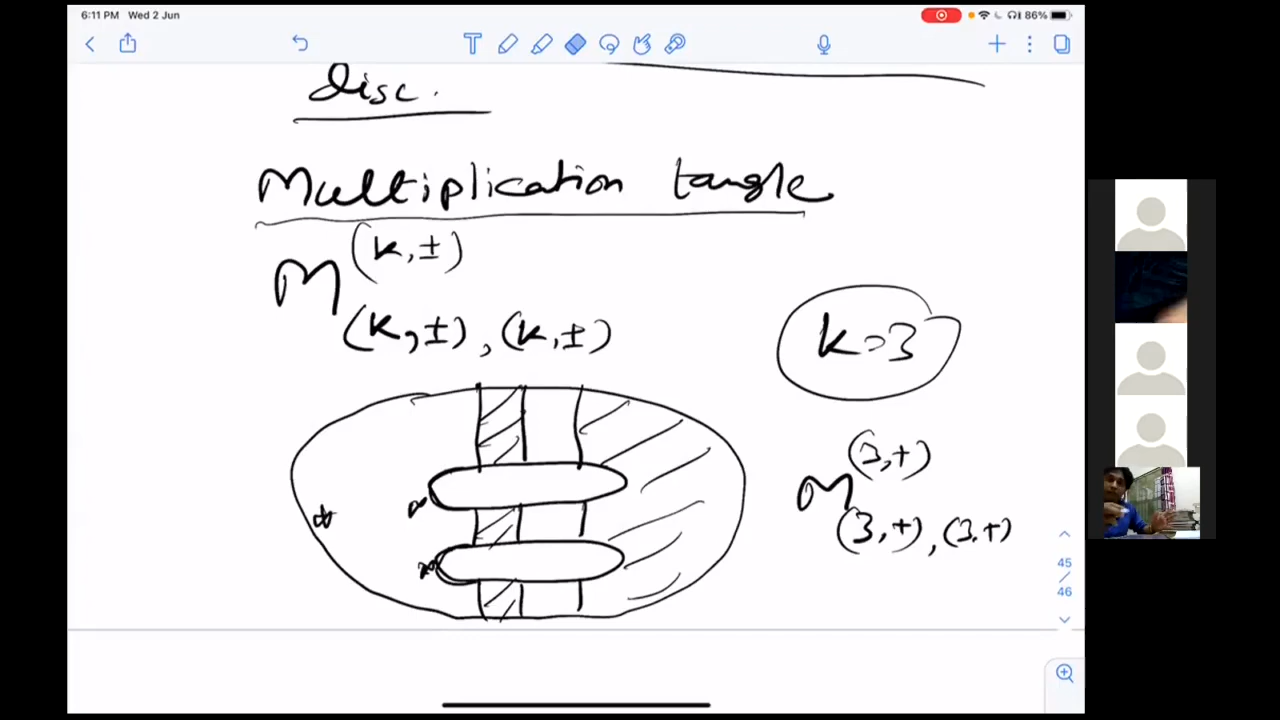 6:11 PM Wed 2 Jun
86%
disc.
Multiplication tangle
M^{(k,±)}_{(k,±),(k,±)}
k=3
M^{(3,+)}_{(3,+),(3,+)}
*
*
*
45
/
46